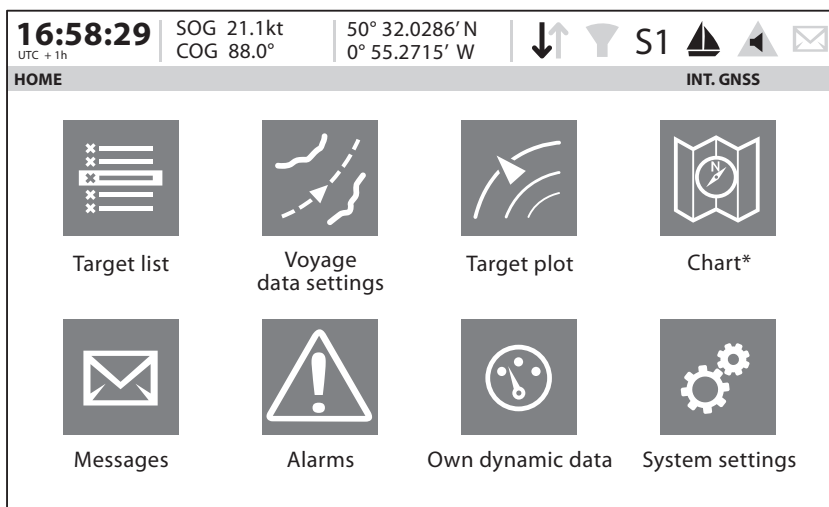 16:58:29
UTC + 1h
SOG 21.1kt
COG 88.0°
50° 32.0286′ N
0° 55.2715′ W
S1
HOME
INT. GNSS
N
Target list
Voyage
data settings
Target plot
Chart*
Messages
Alarms
Own dynamic data
System settings